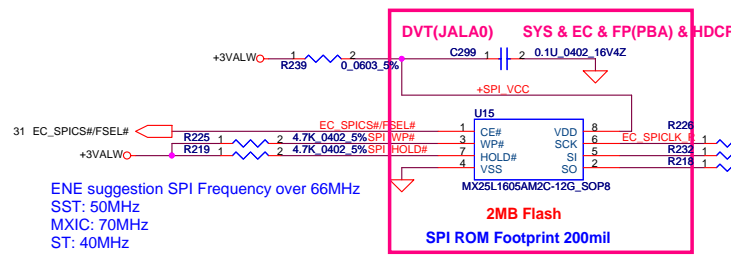 DVT(JALA0) SYS & EC & FP(PBA) & HDCP
+3VALW 1 2 C299 1 2 0.1U_0402_16V4Z
R239 0_0603_5%
+SPI_VCC
U15
31 EC_SPICS#/FSEL# EC_SPICS#/FSEL# 1 CE# VDD 8 R226
R225 1 2 4.7K_0402_5% SPI_WP# 3 WP# SCK 6 EC_SPICLK_R 1
+3VALW R219 1 2 4.7K_0402_5% SPI_HOLD# 7 HOLD# SI 5 R232 1
4 VSS SO 2 R218 1
MX25L1605AM2C-12G_SOP8
ENE suggestion SPI Frequency over 66MHz
SST: 50MHz
MXIC: 70MHz
ST: 40MHz
2MB Flash
SPI ROM Footprint 200mil